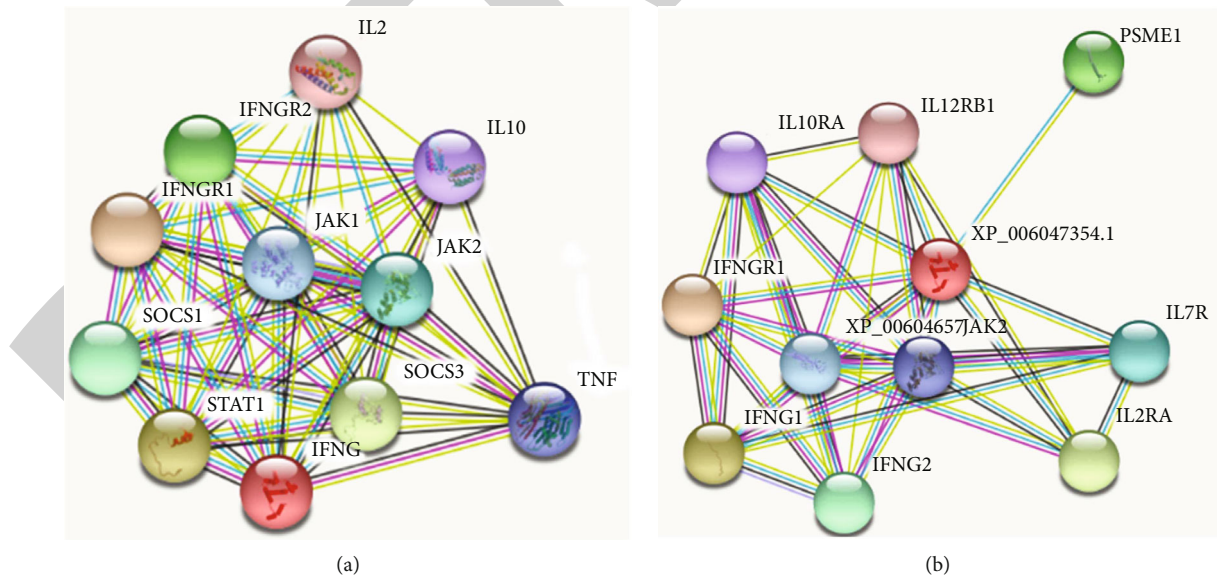 IL2
IFNGR2
IL10
IFNGR1
JAK1
JAK2
SOCS1
SOCS3
TNF
STAT1
IFNG
(a)
PSME1
IL12RB1
IL10RA
XP_006047354.1
IFNGR1
IL7R
XP_00604657JAK2
IL2RA
IFNG1
IFNG2
(b)